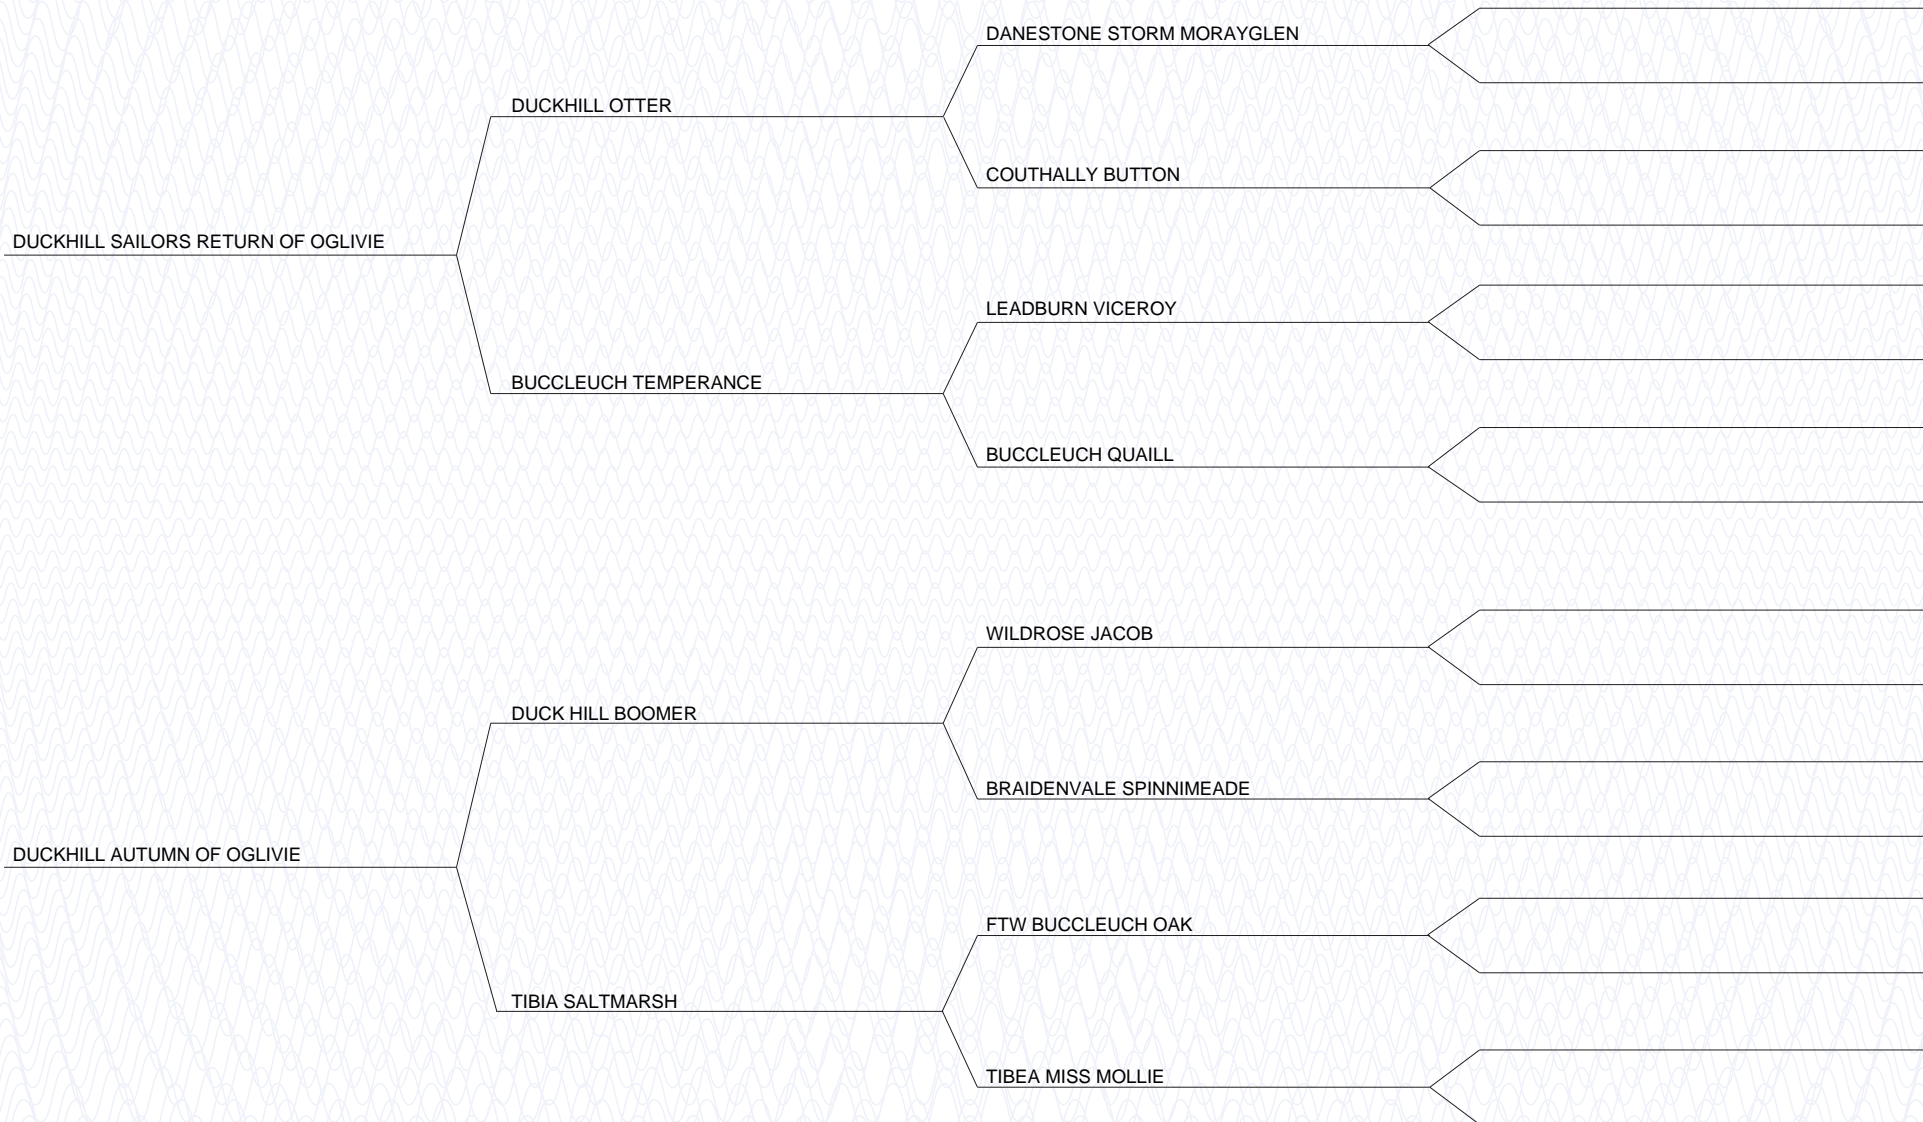 DANESTONE STORM MORAYGLEN
DUCKHILL OTTER
COUTHALLY BUTTON
DUCKHILL SAILORS RETURN OF OGLIVIE
LEADBURN VICEROY
BUCCLEUCH TEMPERANCE
BUCCLEUCH QUAILL
WILDROSE JACOB
DUCK HILL BOOMER
BRAIDENVALE SPINNIMEADE
DUCKHILL AUTUMN OF OGLIVIE
FTW BUCCLEUCH OAK
TIBIA SALTMARSH
TIBEA MISS MOLLIE